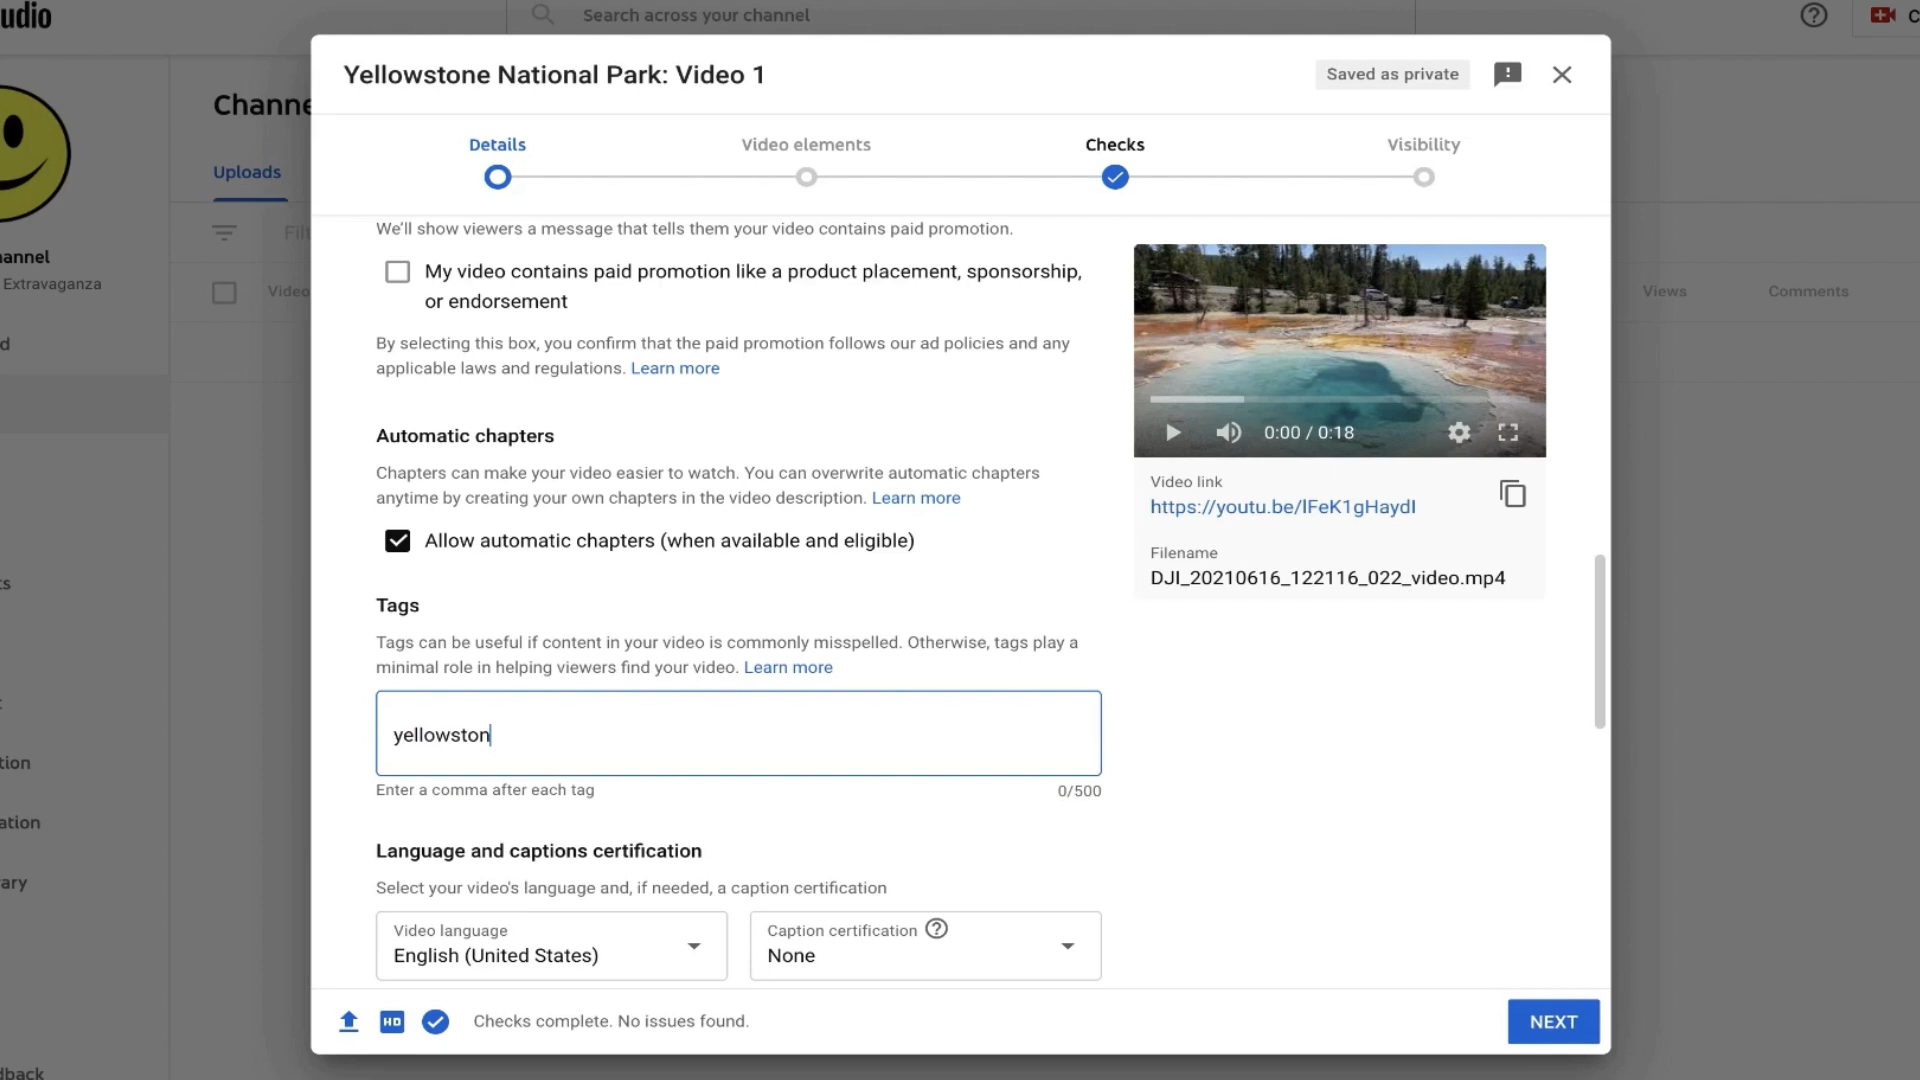 udio
Search across your channel
C
Yellowstone National Park: Video 1
Saved as private
Channe
Details
Video elements
Checks
Visibility
Uploads
Filt
We'll show viewers a message that tells them your video contains paid promotion.
My video contains paid promotion like a product placement, sponsorship,
or endorsement
hannel
Extravaganza
Video
Views
Comments
d
By selecting this box, you confirm that the paid promotion follows our ad policies and any
applicable laws and regulations. Learn more
0:00 / 0:18
Automatic chapters
Chapters can make your video easier to watch. You can overwrite automatic chapters
anytime by creating your own chapters in the video description. Learn more
Allow automatic chapters (when available and eligible)
Video link
https://youtu.be/lFeK1gHaydI
Filename
DJI_20210616_122116_022_video.mp4
ts
Tags
Tags can be useful if content in your video is commonly misspelled. Otherwise, tags play a
minimal role in helping viewers find your video. Learn more
yellowston
Enter a comma after each tag
0/500
tion
ation
rary
Language and captions certification
Select your video's language and, if needed, a caption certification
Video language
English (United States)
Caption certification
None
HD
Checks complete. No issues found.
NEXT
dback